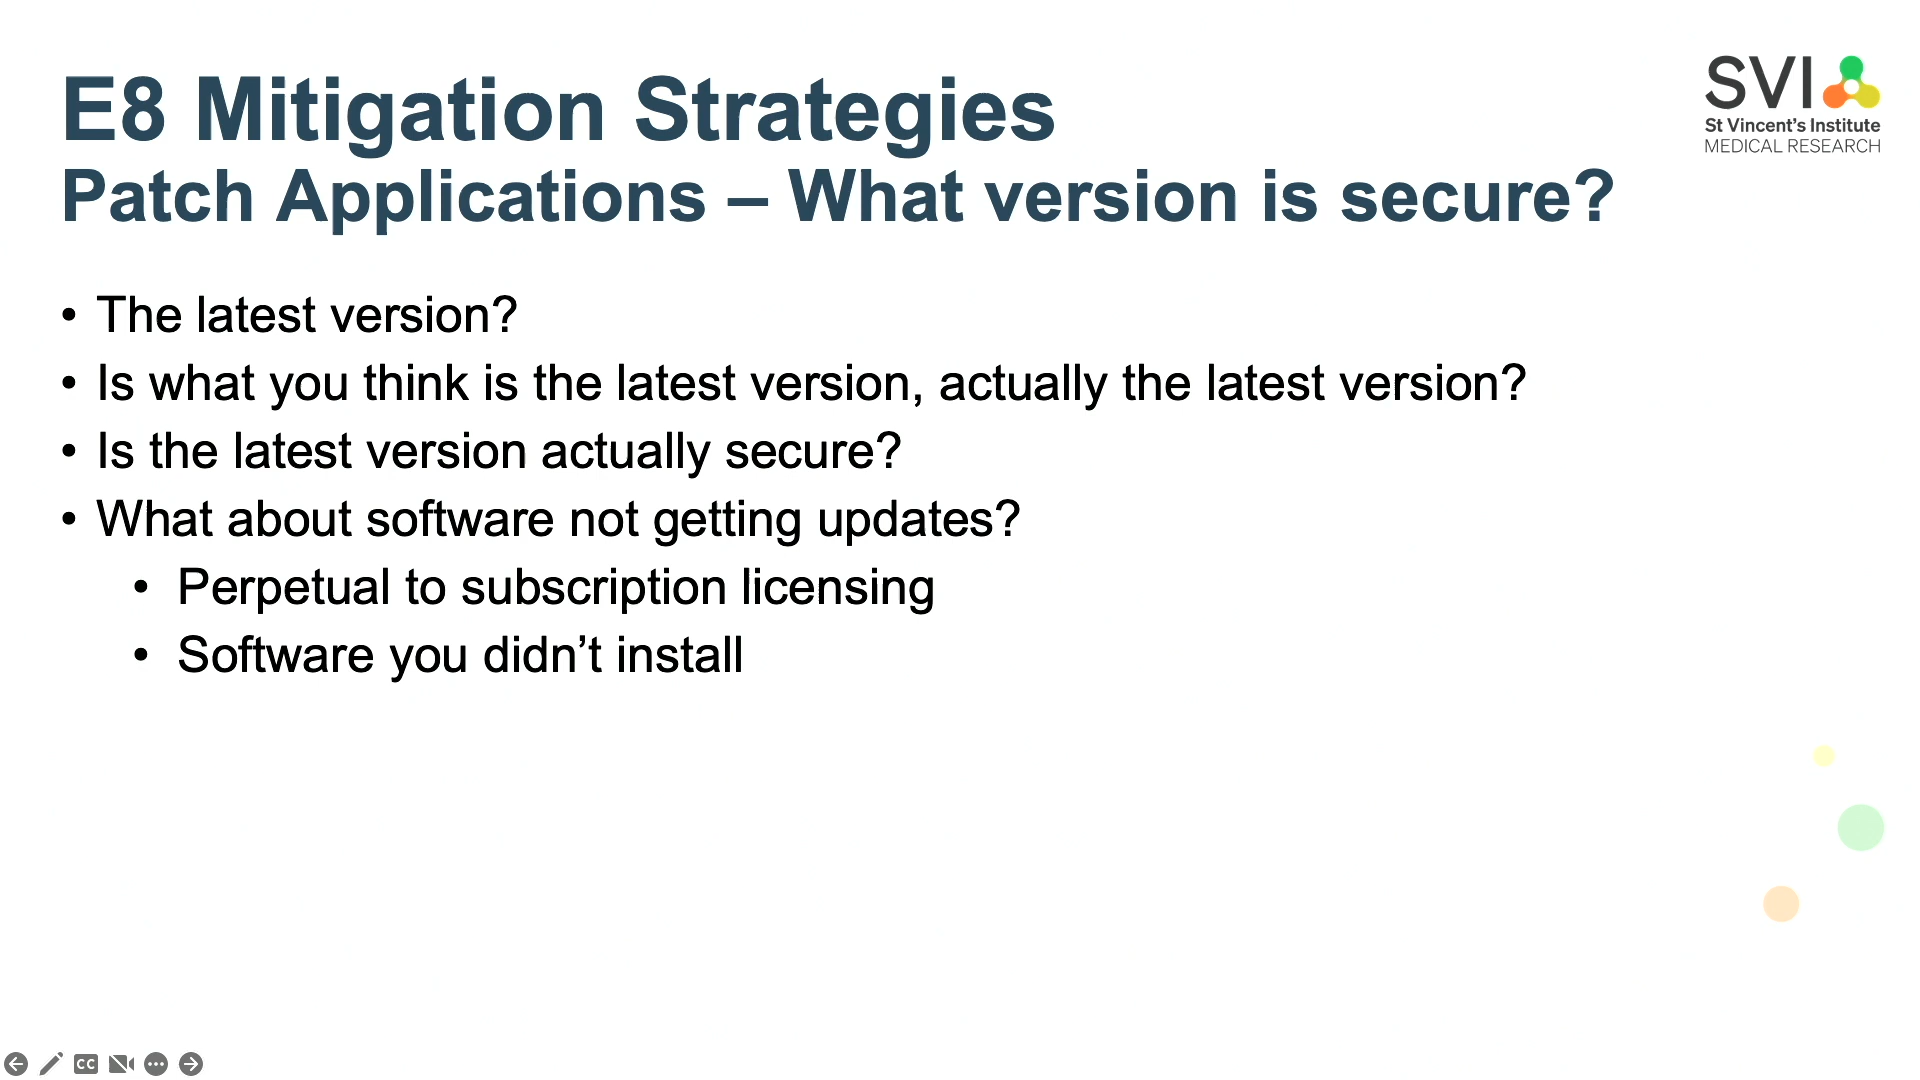 E8 Mitigation Strategies
Patch Applications – What version is secure?
SVI
St Vincent's Institute
MEDICAL RESEARCH
• The latest version?
• Is what you think is the latest version, actually the latest version?
• Is the latest version actually secure?
• What about software not getting updates?
• Perpetual to subscription licensing
• Software you didn’t install
CC